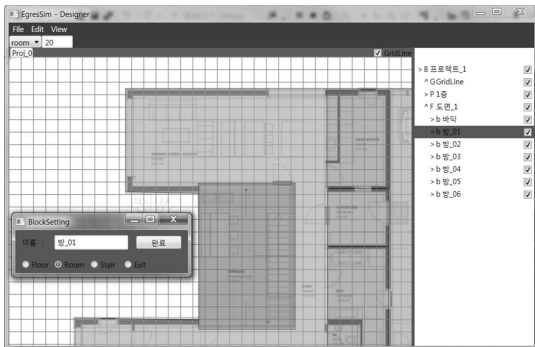 EgresSim - Designer
File Edit View
room 20
Proj_0
GridLine
> B 프로젝트_1
^ G GridLine
> P 1층
^ F 도면_1
> b 바닥
> b 방_01
> b 방_02
> b 방_03
> b 방_04
> b 방_05
> b 방_06
BlockSetting
이름 : 방_01 완료
Floor Room Stair Exit